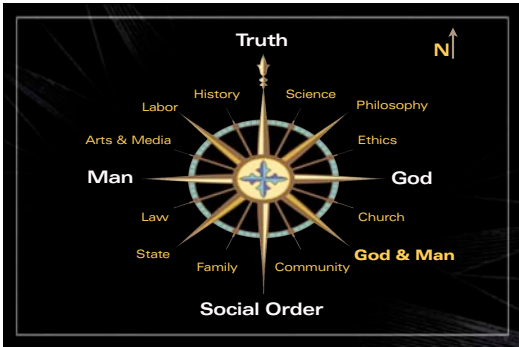 Truth
N
History
Science
Labor
Philosophy
Arts & Media
Ethics
Man
God
Law
Church
State
God & Man
Family
Community
Social Order